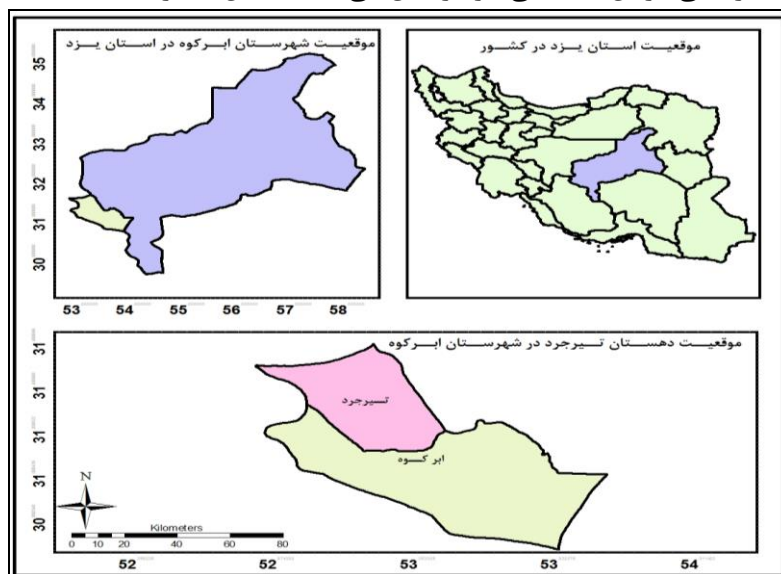 موقعیت استان یزد در کشور
موقعیت شهرستان ابرکوه در استان یزد
35
34
33
32
31
30
53 54 55 56 57 58
موقعیت دهستان تیرجرد در شهرستان ابرکوه
31
31
31
31
30
تیرجرد
ابرکوه
N
Kilometers
0 10 20 40 60 80
52 52 53 53 54